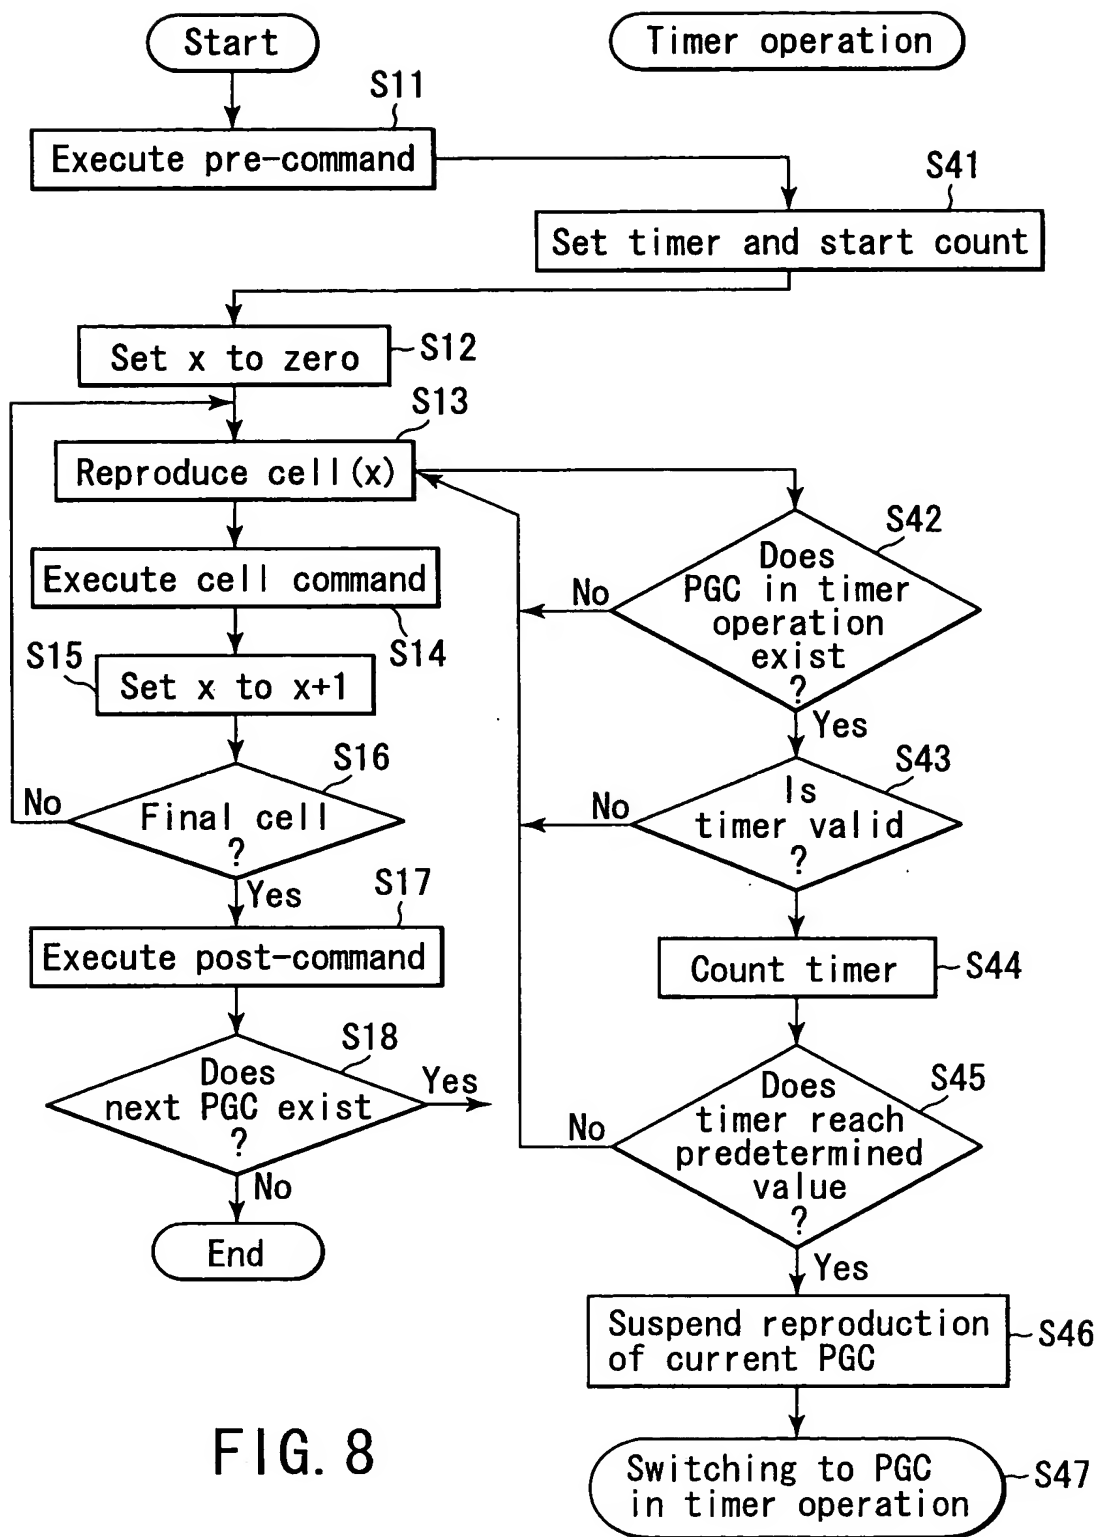 Start
Timer operation
S11
Execute pre-command
S41
Set timer and start count
Set x to zero
S12
S13
Reproduce cell(x)
S42
Does
PGC in timer
operation
exist
?
No
Yes
Execute cell command
S14
S15
Set x to x+1
S16
No
Final cell
?
Yes
S43
Is
timer valid
?
No
S17
Execute post-command
Count timer
S44
S18
Does
next PGC exist
?
Yes
No
End
S45
Does
timer reach
predetermined
value
?
No
Yes
Suspend reproduction
of current PGC
S46
Switching to PGC
in timer operation
S47
FIG. 8